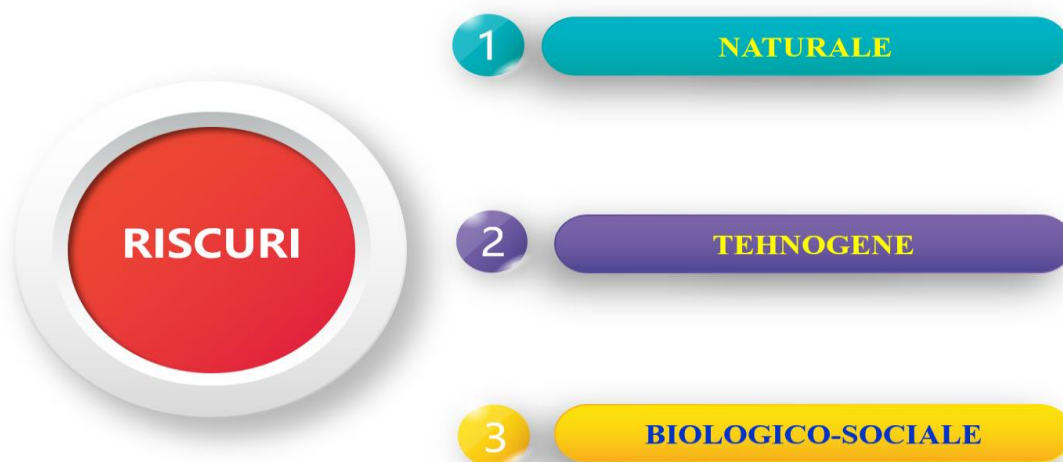 RISCURI
1 NATURALE
2 TEHNOGENE
3 BIOLOGICO-SOCIALE